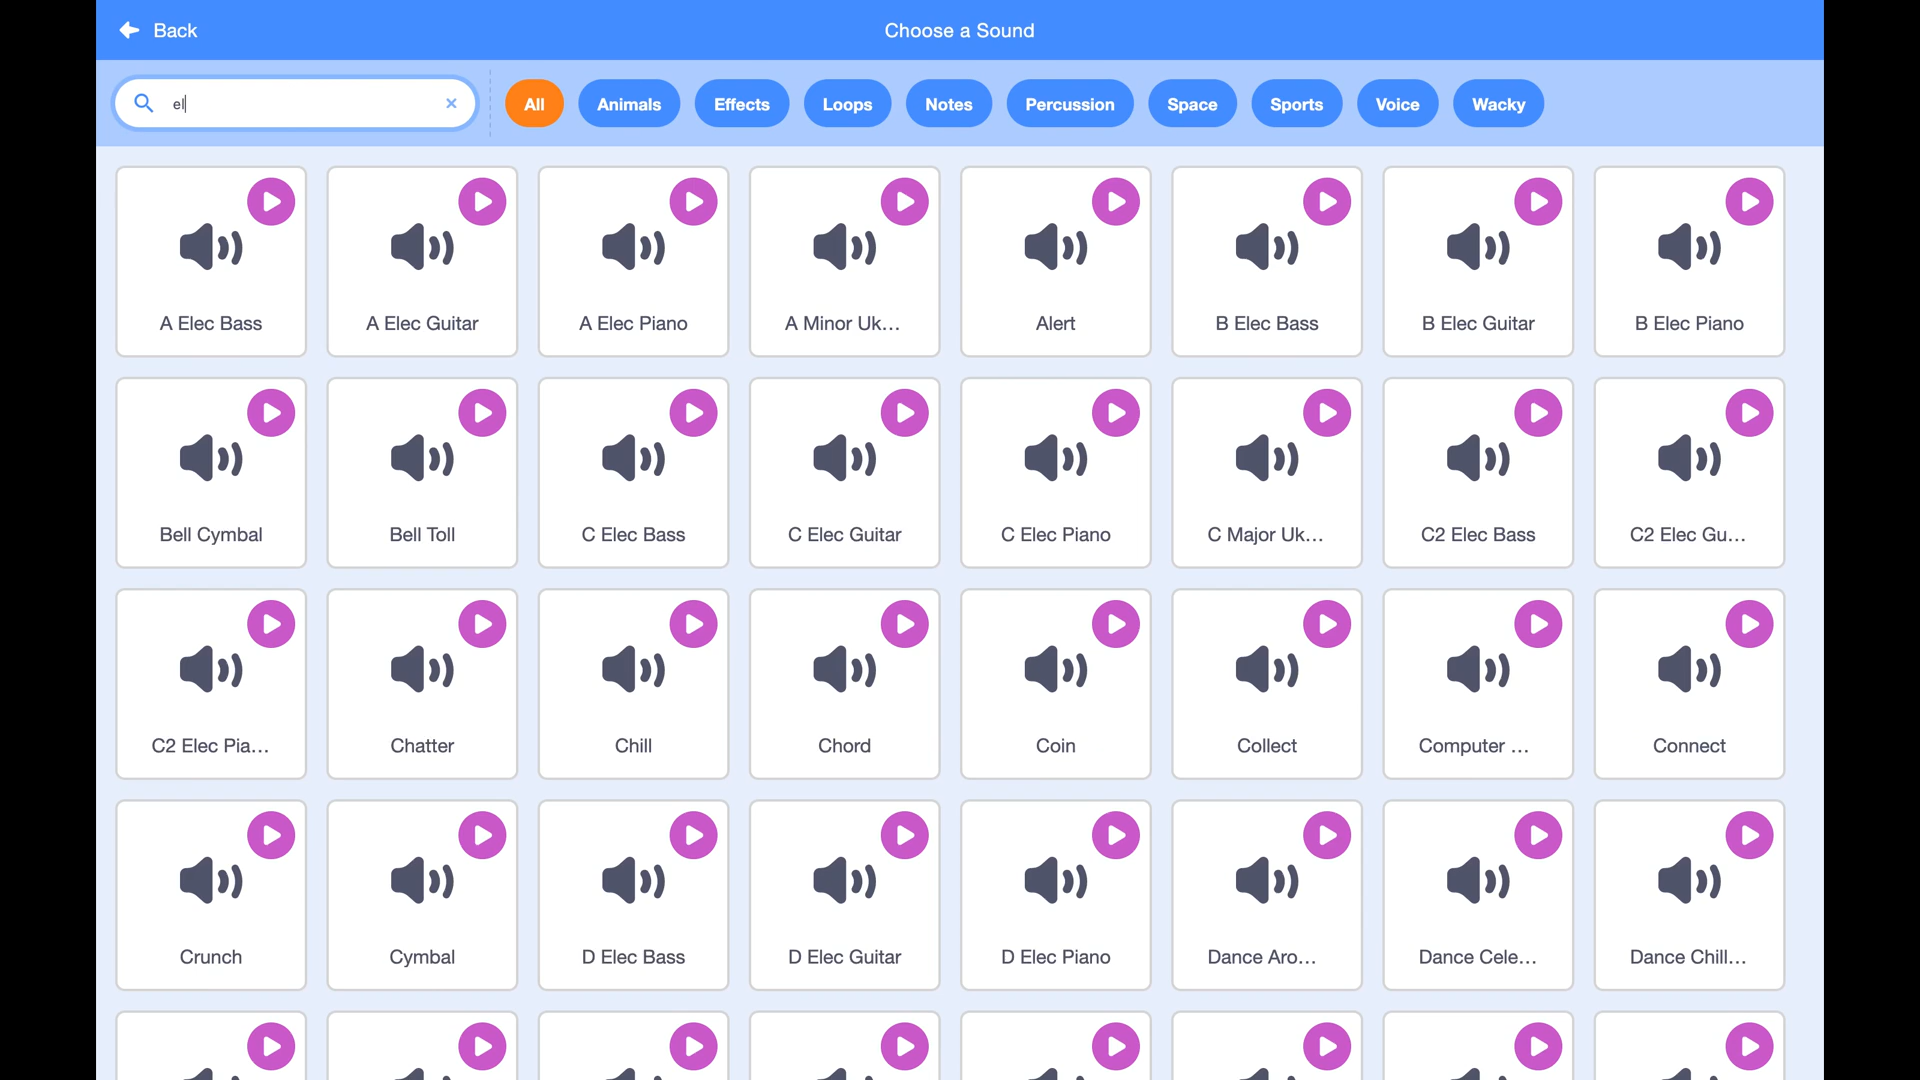 Back
Choose a Sound
el
All
Animals
Effects
Loops
Notes
Percussion
Space
Sports
Voice
Wacky
A Elec Bass
A Elec Guitar
A Elec Piano
A Minor Uk...
Alert
B Elec Bass
B Elec Guitar
B Elec Piano
Bell Cymbal
Bell Toll
C Elec Bass
C Elec Guitar
C Elec Piano
C Major Uk...
C2 Elec Bass
C2 Elec Gu...
C2 Elec Pia...
Chatter
Chill
Chord
Coin
Collect
Computer ...
Connect
Crunch
Cymbal
D Elec Bass
D Elec Guitar
D Elec Piano
Dance Aro...
Dance Cele...
Dance Chill...